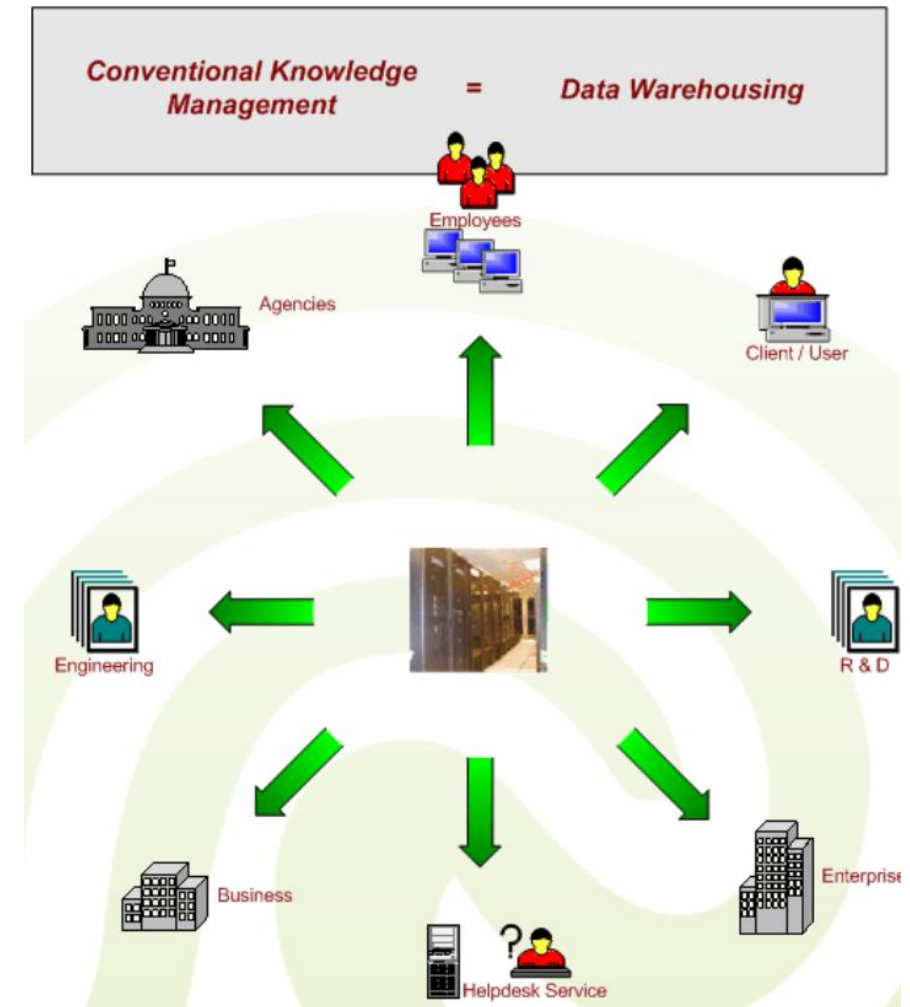 Conventional Knowledge
Management
=
Data Warehousing
Employees
Agencies
Client / User
Engineering
R & D
Business
Enterprise
?
Helpdesk Service